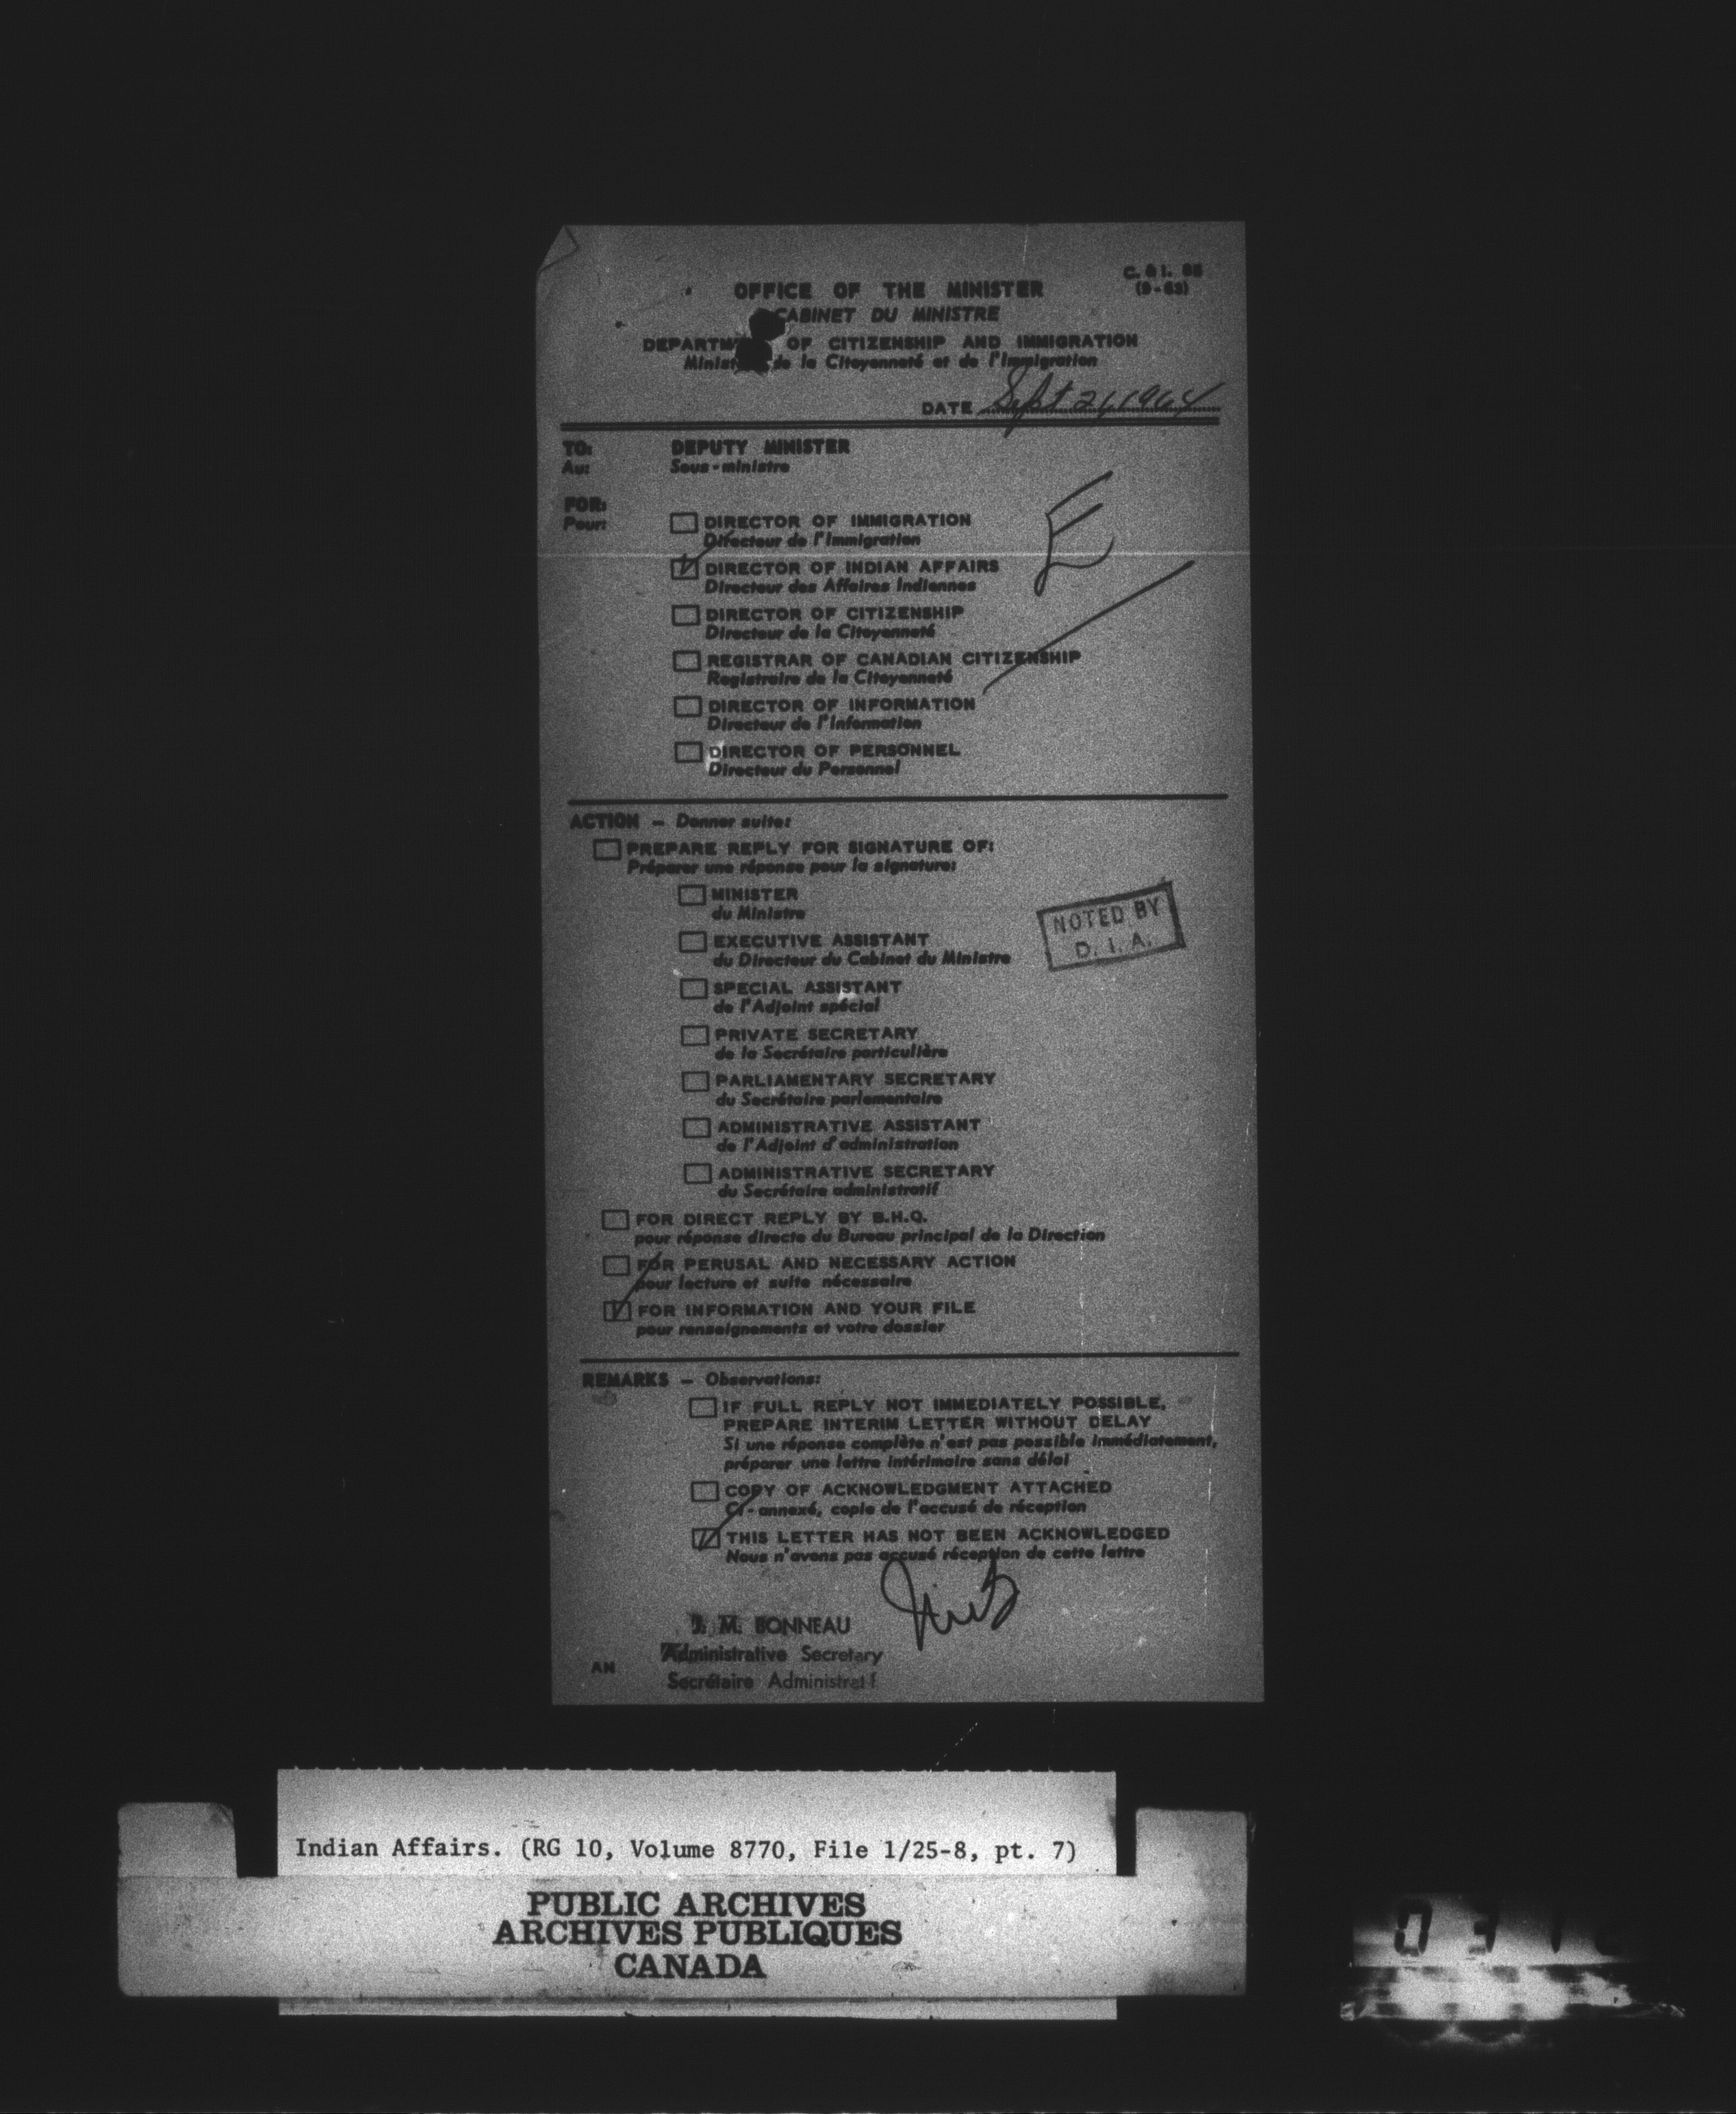 C. & I. 88
OFFICE OF THE MINISTER
(9-63)
CABINET DU MINISTRE
DEPARTM OF CITIZENSHIP AND IMMIGRATION
Minist de la Citoyenneté et de l'Immigration
DATE Sept 2, 1964
TO: DEPUTY MINISTER
Au: Sous-ministre
FOR:
Pour:
DIRECTOR OF IMMIGRATION
Directeur de l'Immigration
E
DIRECTOR OF INDIAN AFFAIRS
Directeur des Affaires Indiennes
DIRECTOR OF CITIZENSHIP
Directeur de la Citoyenneté
REGISTRAR OF CANADIAN CITIZENSHIP
Registraire de la Citoyenneté
DIRECTOR OF INFORMATION
Directeur de l'Information
DIRECTOR OF PERSONNEL
Directeur du Personnel
ACTION - Donner suite:
PREPARE REPLY FOR SIGNATURE OF:
Préparer une réponse pour la signature:
MINISTER
du Ministre
NOTED BY
D. I. A.
EXECUTIVE ASSISTANT
du Directeur du Cabinet du Ministre
SPECIAL ASSISTANT
de l'Adjoint spécial
PRIVATE SECRETARY
de la Secrétaire particulière
PARLIAMENTARY SECRETARY
du Secrétaire parlementaire
ADMINISTRATIVE ASSISTANT
de l'Adjoint d'administration
ADMINISTRATIVE SECRETARY
du Secrétaire administratif
FOR DIRECT REPLY BY B.H.Q.
pour réponse directe du Bureau principal de la Direction
FOR PERUSAL AND NECESSARY ACTION
pour lecture et suite nécessaire
FOR INFORMATION AND YOUR FILE
pour renseignements et votre dossier
REMARKS - Observations:
IF FULL REPLY NOT IMMEDIATELY POSSIBLE,
PREPARE INTERIM LETTER WITHOUT DELAY
Si une réponse complète n'est pas possible immédiatement,
préparer une lettre intérimaire sans délai
COPY OF ACKNOWLEDGMENT ATTACHED
Ci-annexé, copie de l'accusé de réception
THIS LETTER HAS NOT BEEN ACKNOWLEDGED
Nous n'avons pas accusé réception de cette lettre
J. M. BONNEAU
Administrative Secretary
AN
Secrétaire Administratif
Indian Affairs. (RG 10, Volume 8770, File 1/25-8, pt. 7)
PUBLIC ARCHIVES
ARCHIVES PUBLIQUES
CANADA
0 3 1